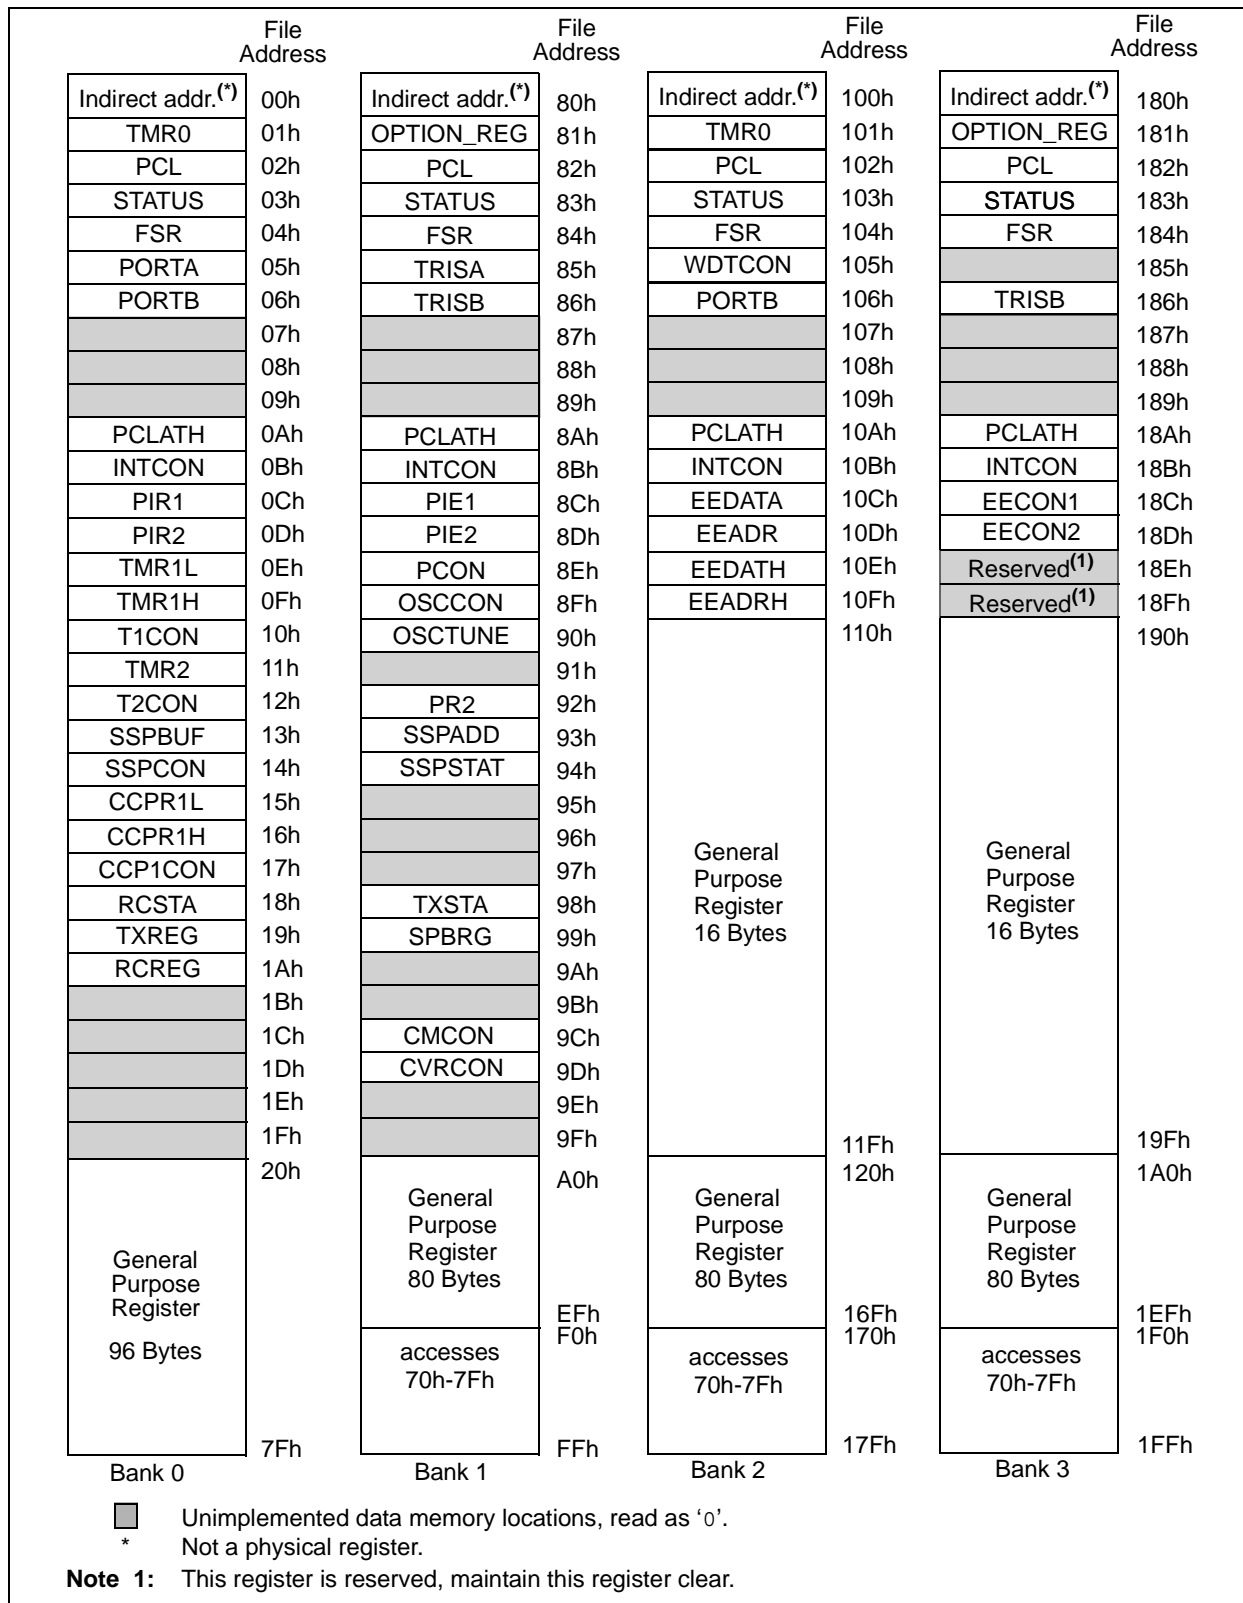 File
Address
Indirect addr.(*) 00h
TMR0 01h
PCL 02h
STATUS 03h
FSR 04h
PORTA 05h
PORTB 06h
07h
08h
09h
PCLATH 0Ah
INTCON 0Bh
PIR1 0Ch
PIR2 0Dh
TMR1L 0Eh
TMR1H 0Fh
T1CON 10h
TMR2 11h
T2CON 12h
SSPBUF 13h
SSPCON 14h
CCPR1L 15h
CCPR1H 16h
CCP1CON 17h
RCSTA 18h
TXREG 19h
RCREG 1Ah
1Bh
1Ch
1Dh
1Eh
1Fh
20h
General
Purpose
Register
96 Bytes
7Fh
Bank 0
File
Address
Indirect addr.(*) 80h
OPTION_REG 81h
PCL 82h
STATUS 83h
FSR 84h
TRISA 85h
TRISB 86h
87h
88h
89h
PCLATH 8Ah
INTCON 8Bh
PIE1 8Ch
PIE2 8Dh
PCON 8Eh
OSCCON 8Fh
OSCTUNE 90h
91h
PR2 92h
SSPADD 93h
SSPSTAT 94h
95h
96h
97h
TXSTA 98h
SPBRG 99h
9Ah
9Bh
CMCON 9Ch
CVRCON 9Dh
9Eh
9Fh
A0h
General
Purpose
Register
80 Bytes
EFh
F0h
accesses
70h-7Fh
FFh
Bank 1
File
Address
Indirect addr.(*) 100h
TMR0 101h
PCL 102h
STATUS 103h
FSR 104h
WDTCON 105h
PORTB 106h
107h
108h
109h
PCLATH 10Ah
INTCON 10Bh
EEDATA 10Ch
EEADR 10Dh
EEDATH 10Eh
EEADRH 10Fh
110h
General
Purpose
Register
16 Bytes
11Fh
120h
General
Purpose
Register
80 Bytes
16Fh
170h
accesses
70h-7Fh
17Fh
Bank 2
File
Address
Indirect addr.(*) 180h
OPTION_REG 181h
PCL 182h
STATUS 183h
FSR 184h
185h
TRISB 186h
187h
188h
189h
PCLATH 18Ah
INTCON 18Bh
EECON1 18Ch
EECON2 18Dh
Reserved(1) 18Eh
Reserved(1) 18Fh
190h
General
Purpose
Register
16 Bytes
19Fh
1A0h
General
Purpose
Register
80 Bytes
1EFh
1F0h
accesses
70h-7Fh
1FFh
Bank 3
Unimplemented data memory locations, read as ‘0’.
* Not a physical register.
Note 1: This register is reserved, maintain this register clear.